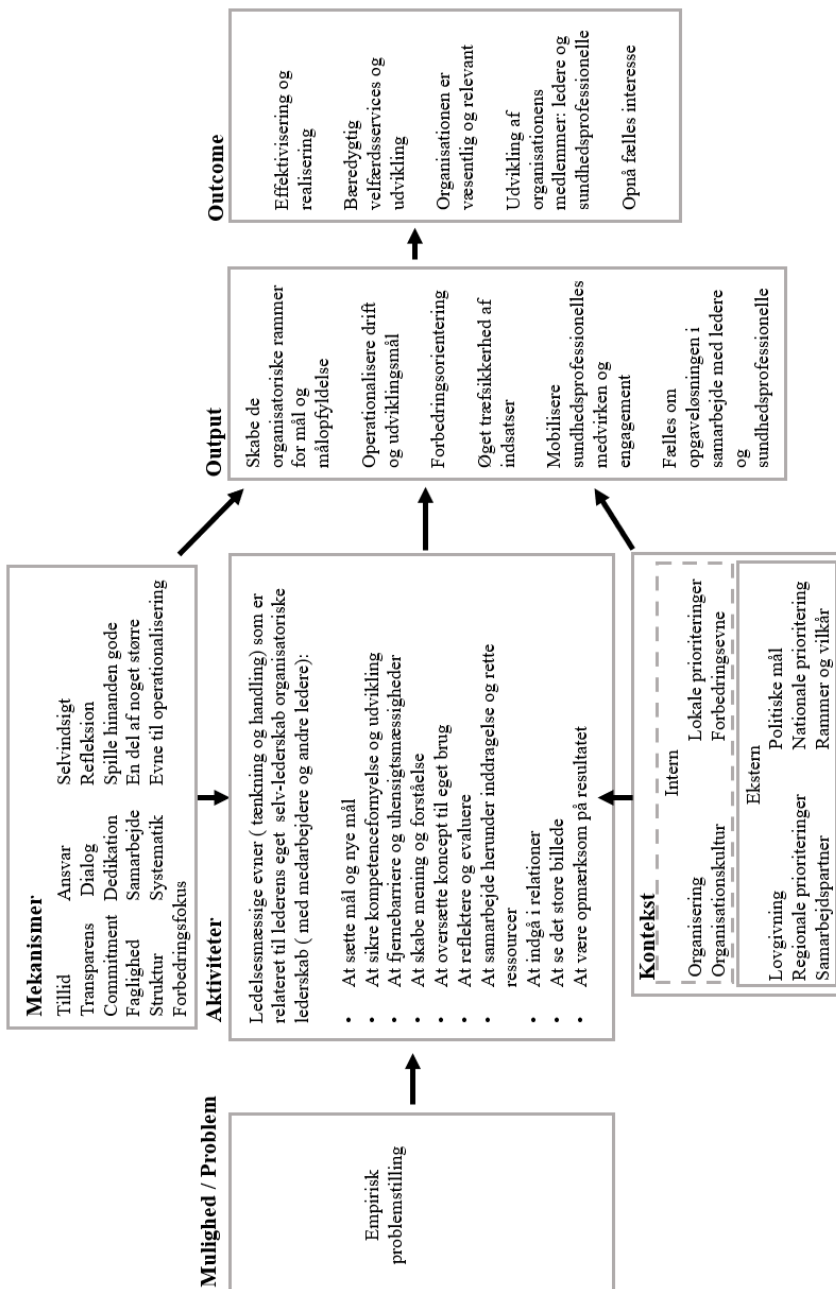 Mulighed / Problem
Empirisk
problemstilling
Mekanismer
Tillid Ansvar Selvindsigt
Transparens Dialog Refleksion
Commitment Dedikation Spille hinanden gode
Faglighed Samarbejde En del af noget større
Struktur Systematik Evne til operationalisering
Forbedringsfokus
Aktiviteter
Ledelsesmæssige evner ( tænkning og handling) som er
relateret til lederens eget selv-lederskab organisatoriske
lederskab ( med medarbejdere og andre ledere):
• At sætte mål og nye mål
• At sikre kompetencefornyelse og udvikling
• At fjernebarriere og uhensigtsmæssigheder
• At skabe mening og forståelse
• At oversætte koncept til eget brug
• At reflektere og evaluere
• At samarbejde herunder inddragelse og rette
ressourcer
• At indgå i relationer
• At se det store billede
• At være opmærksom på resultatet
Kontekst
Intern
Organisering Lokale prioriteringer
Organisationskultur Forbedringsevne
Ekstern
Lovgivning Politiske mål
Regionale prioriteringer Nationale prioritering
Samarbejdspartner Rammer og vilkår
Output
Skabe de
organisatoriske rammer
for mål og
målopfyldelse
Operationalisere drift
og udviklingsmål
Forbedringsorientering
Øget træfsikkerhed af
indsatser
Mobilisere
sundhedsprofessionelles
medvirken og
engagement
Fælles om
opgaveløsningen i
samarbejde med ledere
og
sundhedsprofessionelle
Outcome
Effektivisering og
realisering
Bæredygtig
velfærdsservices og
udvikling
Organisationen er
væsentlig og relevant
Udvikling af
organisationens
medlemmer: ledere og
sundhedsprofessionelle
Opnå fælles interesse